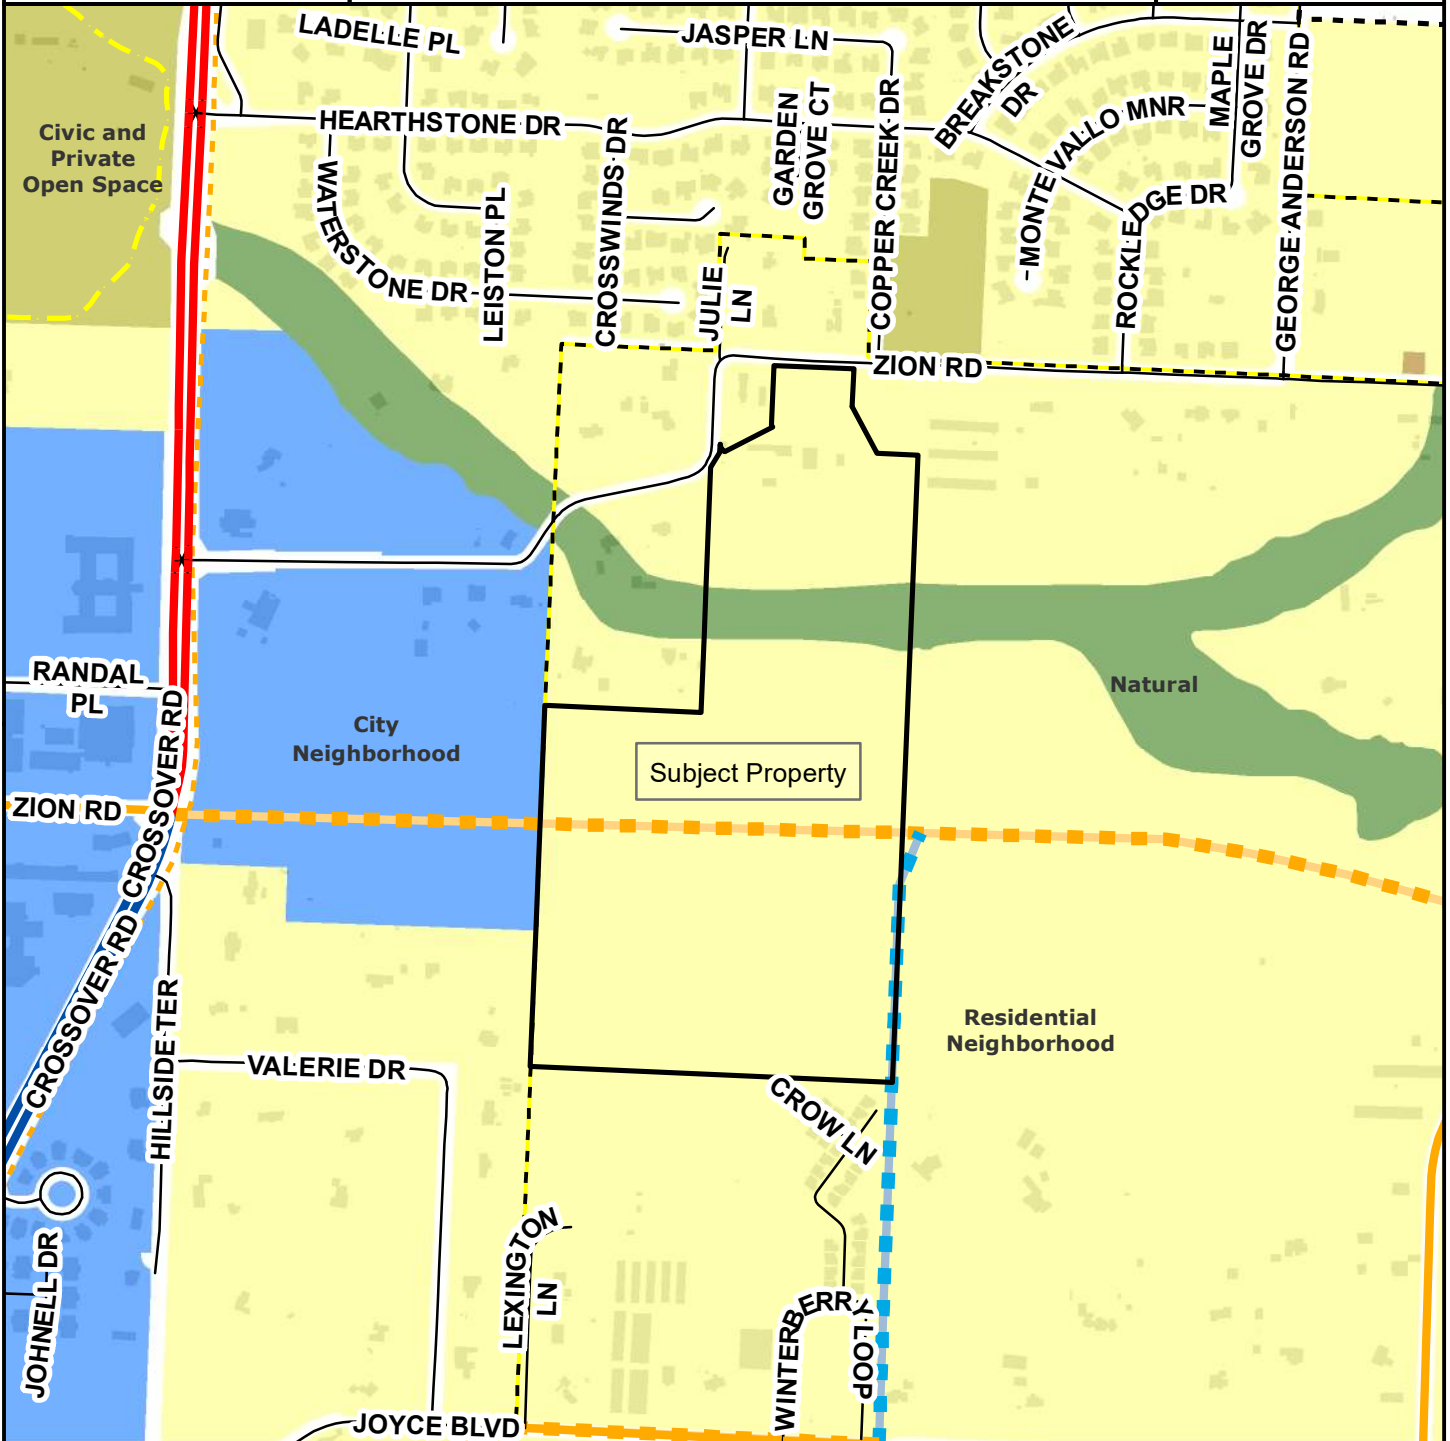 LADELLE PL
JASPER LN
BREAKSTONE
DR
MAPLE
GROVE DR
GEORGE ANDERSON RD
Civic and
Private
Open Space
HEARTHSTONE DR
GARDEN
GROVE CT
COPPER CREEK DR
MONTE VALLO MNR
WATERSTONE DR
LEISTON PL
CROSSWINDS DR
JULIE
LN
ROCKLEDGE DR
ZION RD
RANDAL
PL
City
Neighborhood
Natural
Subject Property
ZION RD
CROSSOVER RD
CROSSOVER RD
HILLSIDE TER
VALERIE DR
Residential
Neighborhood
CROW LN
JOHNELL DR
LEXINGTON
LN
WINTERBERRY LOOP
JOYCE BLVD